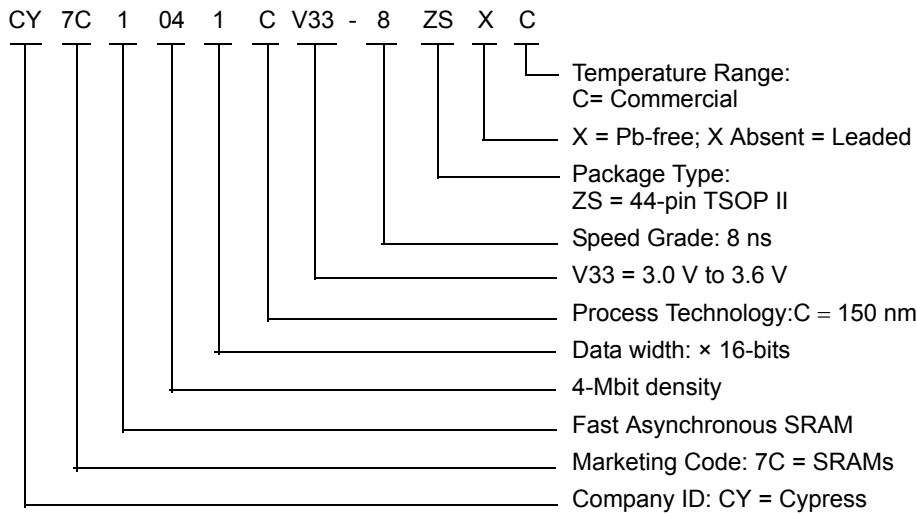 CY 7C 1 04 1 C V33 - 8 ZS X C
Temperature Range:
C= Commercial
X = Pb-free; X Absent = Leaded
Package Type:
ZS = 44-pin TSOP II
Speed Grade: 8 ns
V33 = 3.0 V to 3.6 V
Process Technology:C = 150 nm
Data width: × 16-bits
4-Mbit density
Fast Asynchronous SRAM
Marketing Code: 7C = SRAMs
Company ID: CY = Cypress